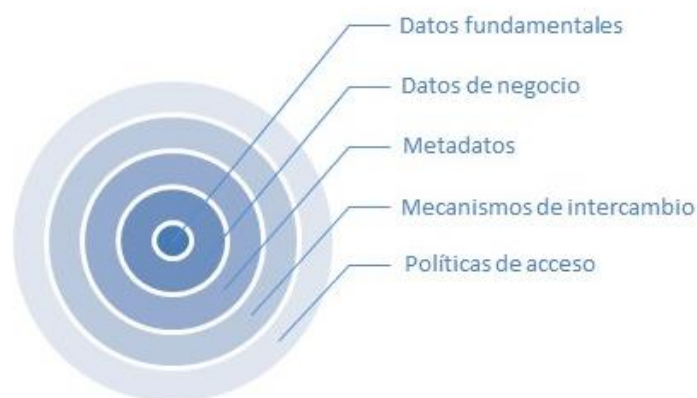 Datos fundamentales
Datos de negocio
Metadatos
Mecanismos de intercambio
Políticas de acceso